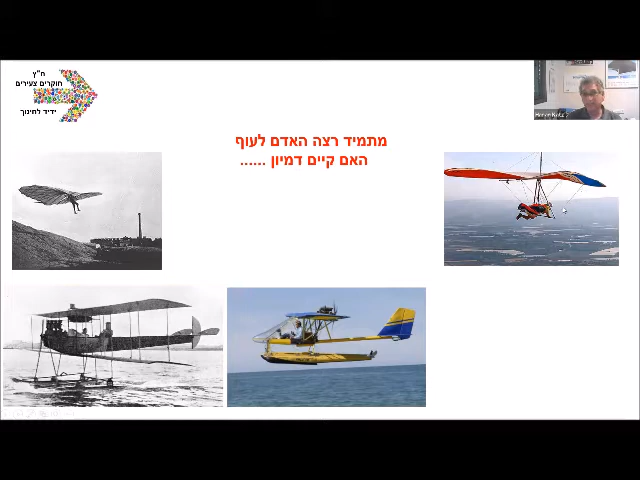 ח"ץ
חוקרים צעירים
ידיד לחינוך
מתמיד רצה האדם לעוף
האם קיים דמיון ......